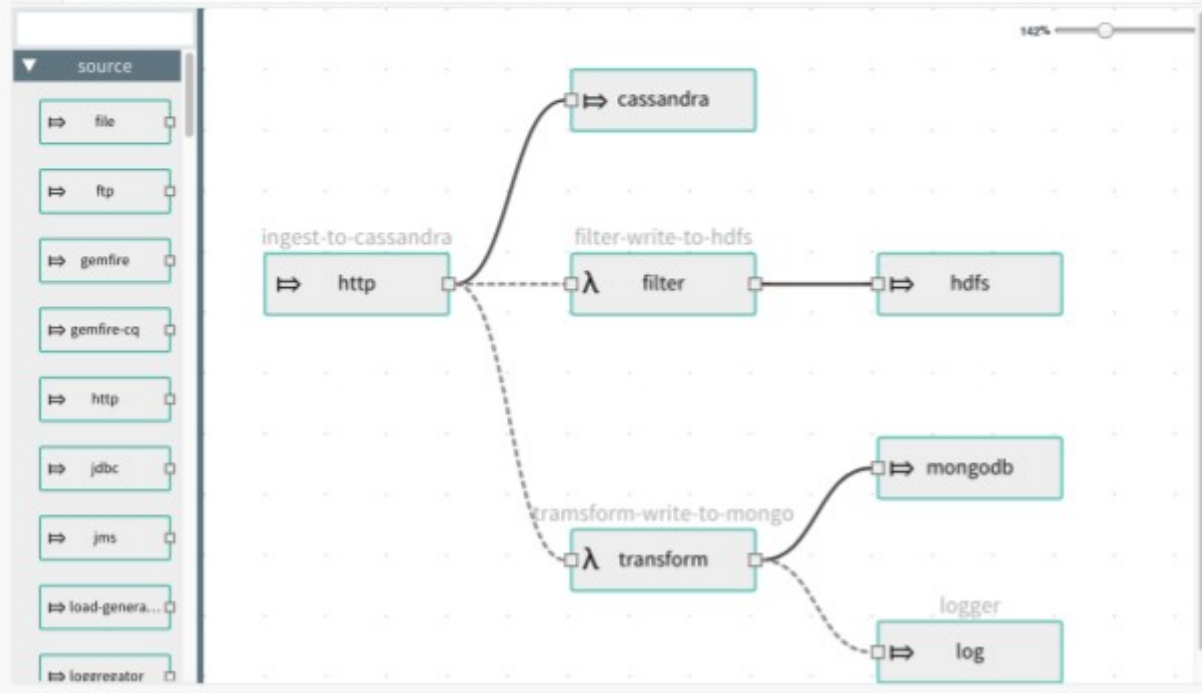 142%
source
file
ftp
gemfire
gemfire-cq
http
jdbc
jms
load-genera...
loggregator
cassandra
ingest-to-cassandra
http
filter-write-to-hdfs
λ filter
hdfs
mongodb
tramsform-write-to-mongo
λ transform
logger
log